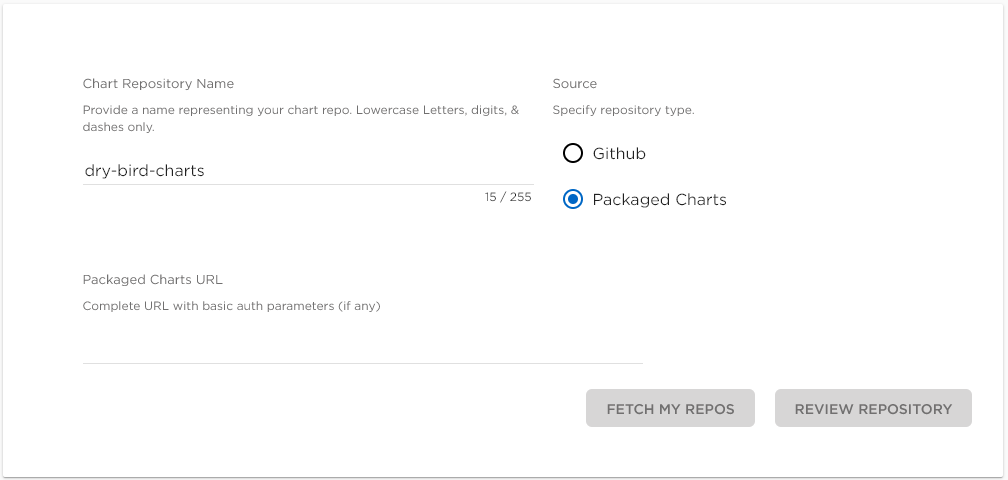 Chart Repository Name
Provide a name representing your chart repo. Lowercase Letters, digits, &
dashes only.
dry-bird-charts
15 / 255
Source
Specify repository type.
Github
Packaged Charts
Packaged Charts URL
Complete URL with basic auth parameters (if any)
FETCH MY REPOS
REVIEW REPOSITORY